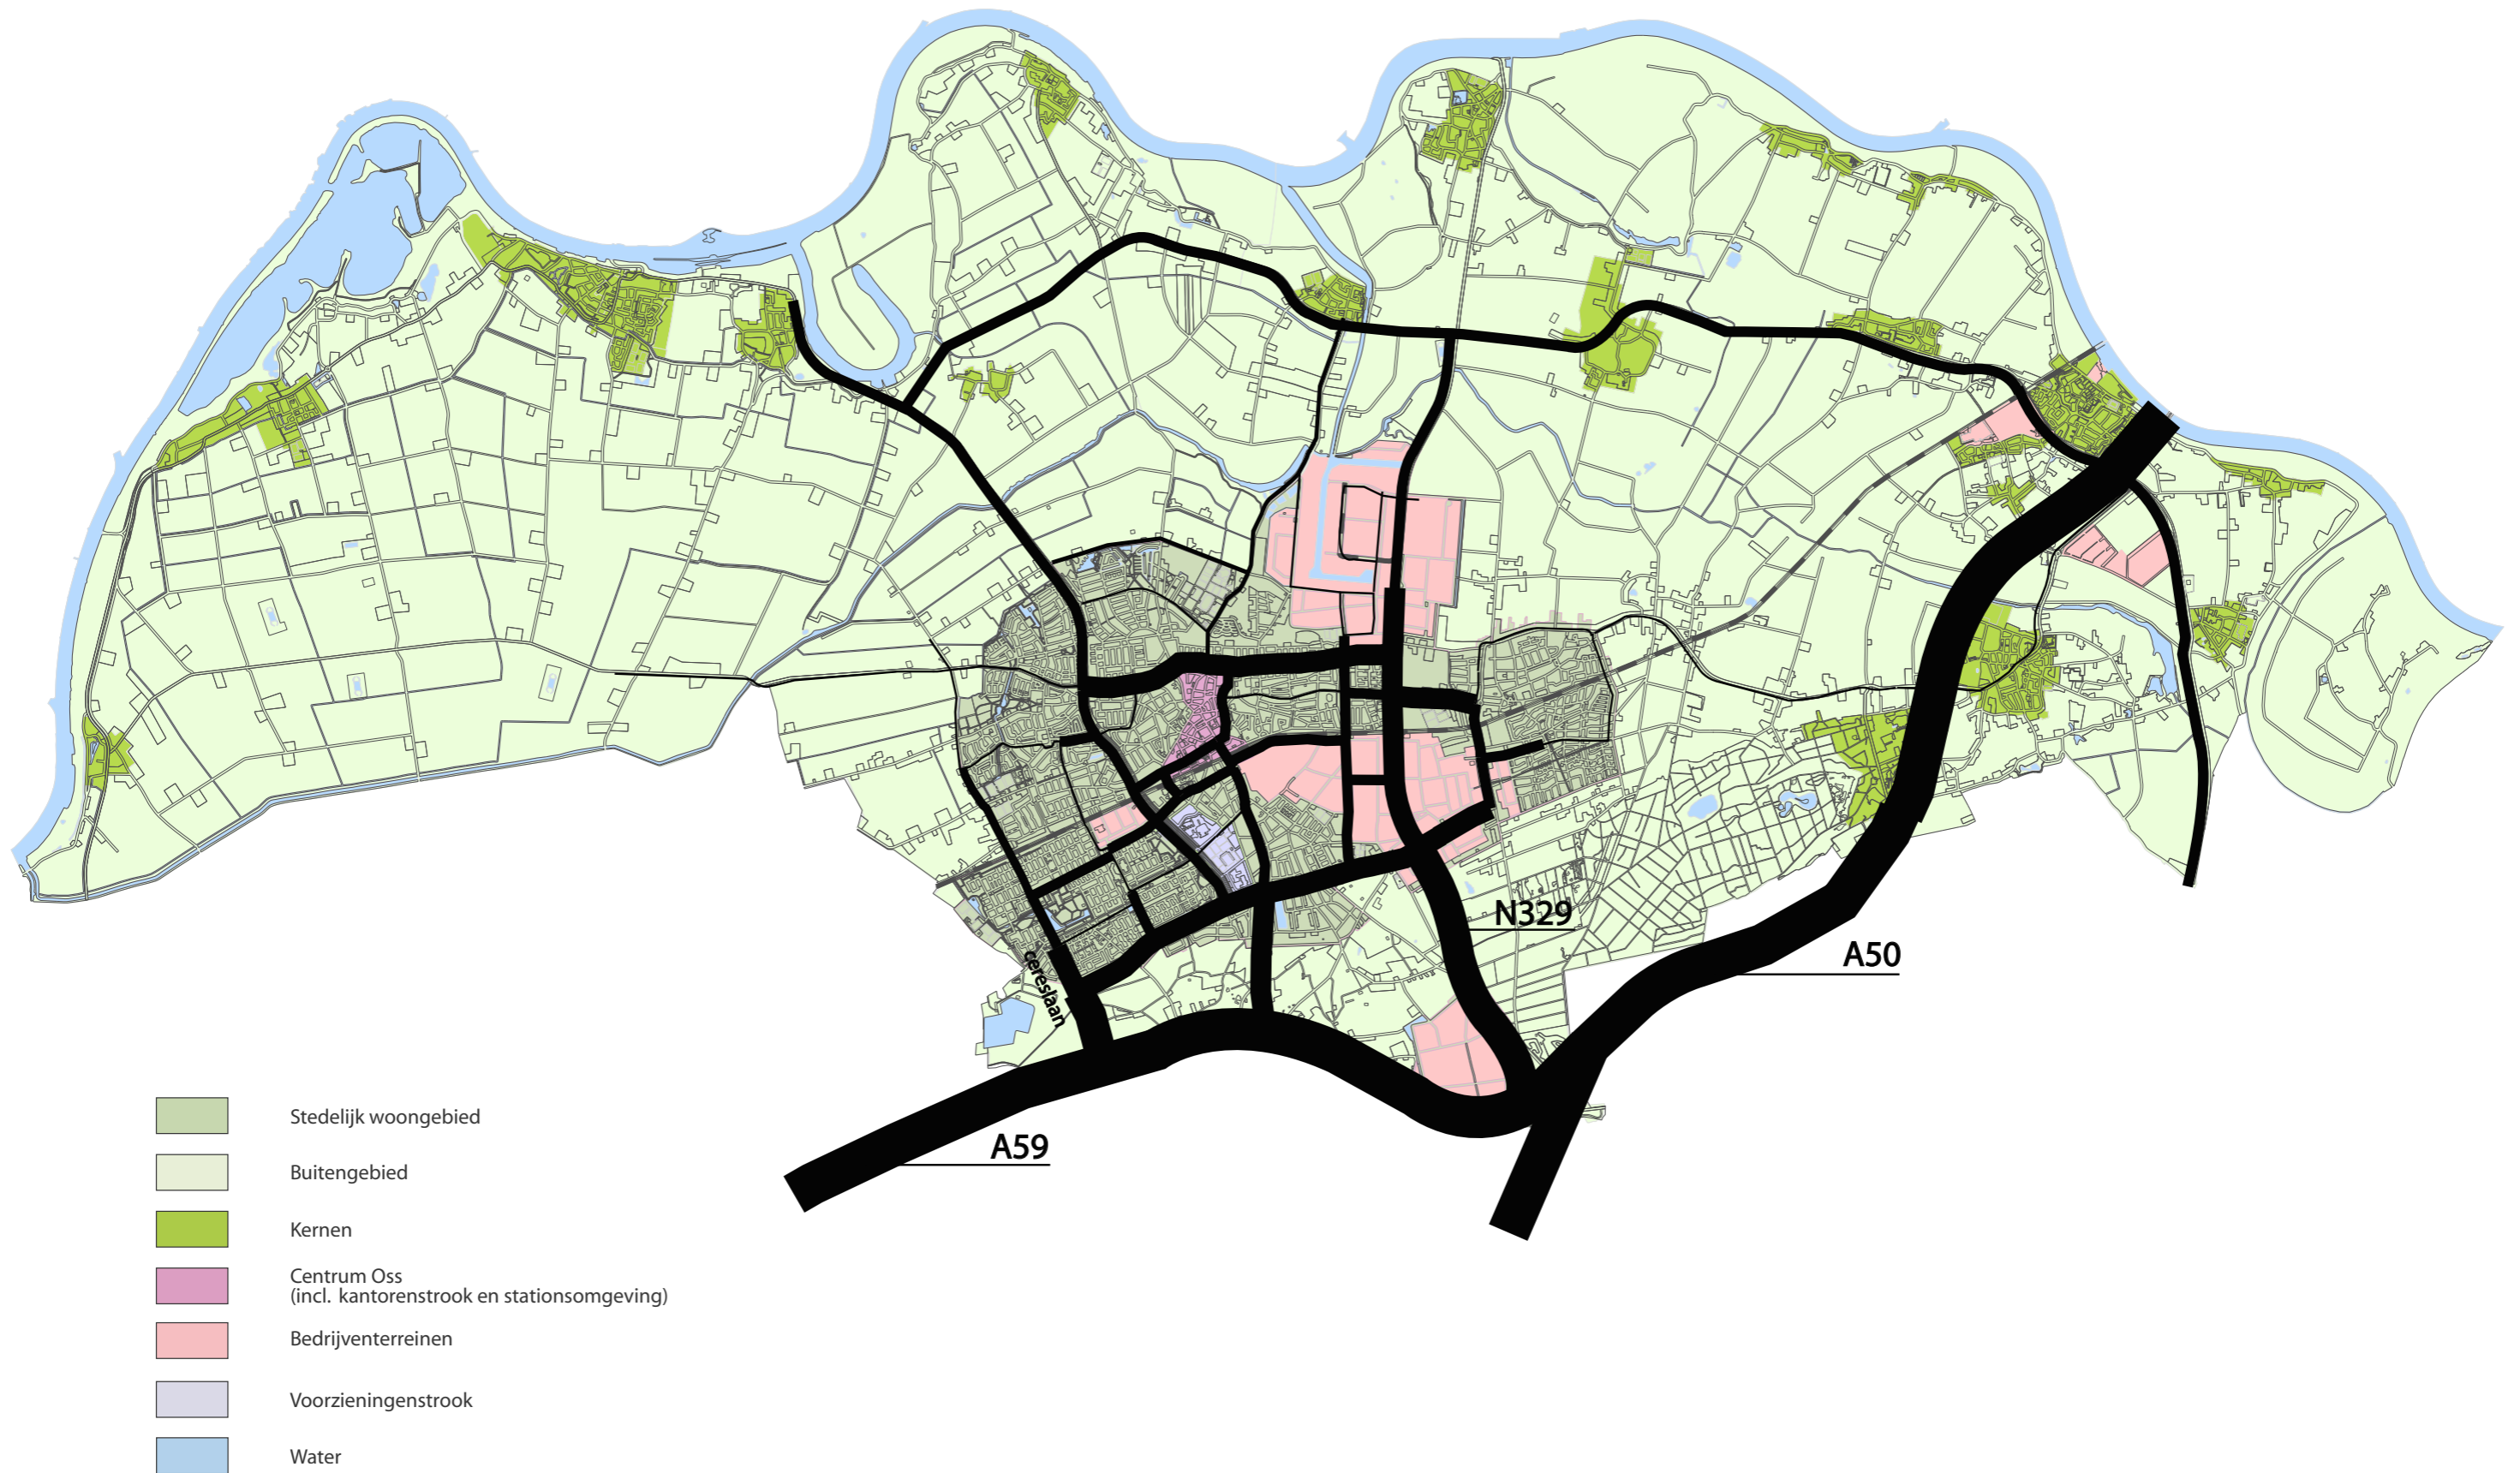 N329
A50
cereslaan
A59
Stedelijk woongebied
Buitengebied
Kernen
Centrum Oss
(incl. kantorenstrook en stationsomgeving)
Bedrijventerreinen
Voorzieningenstrook
Water